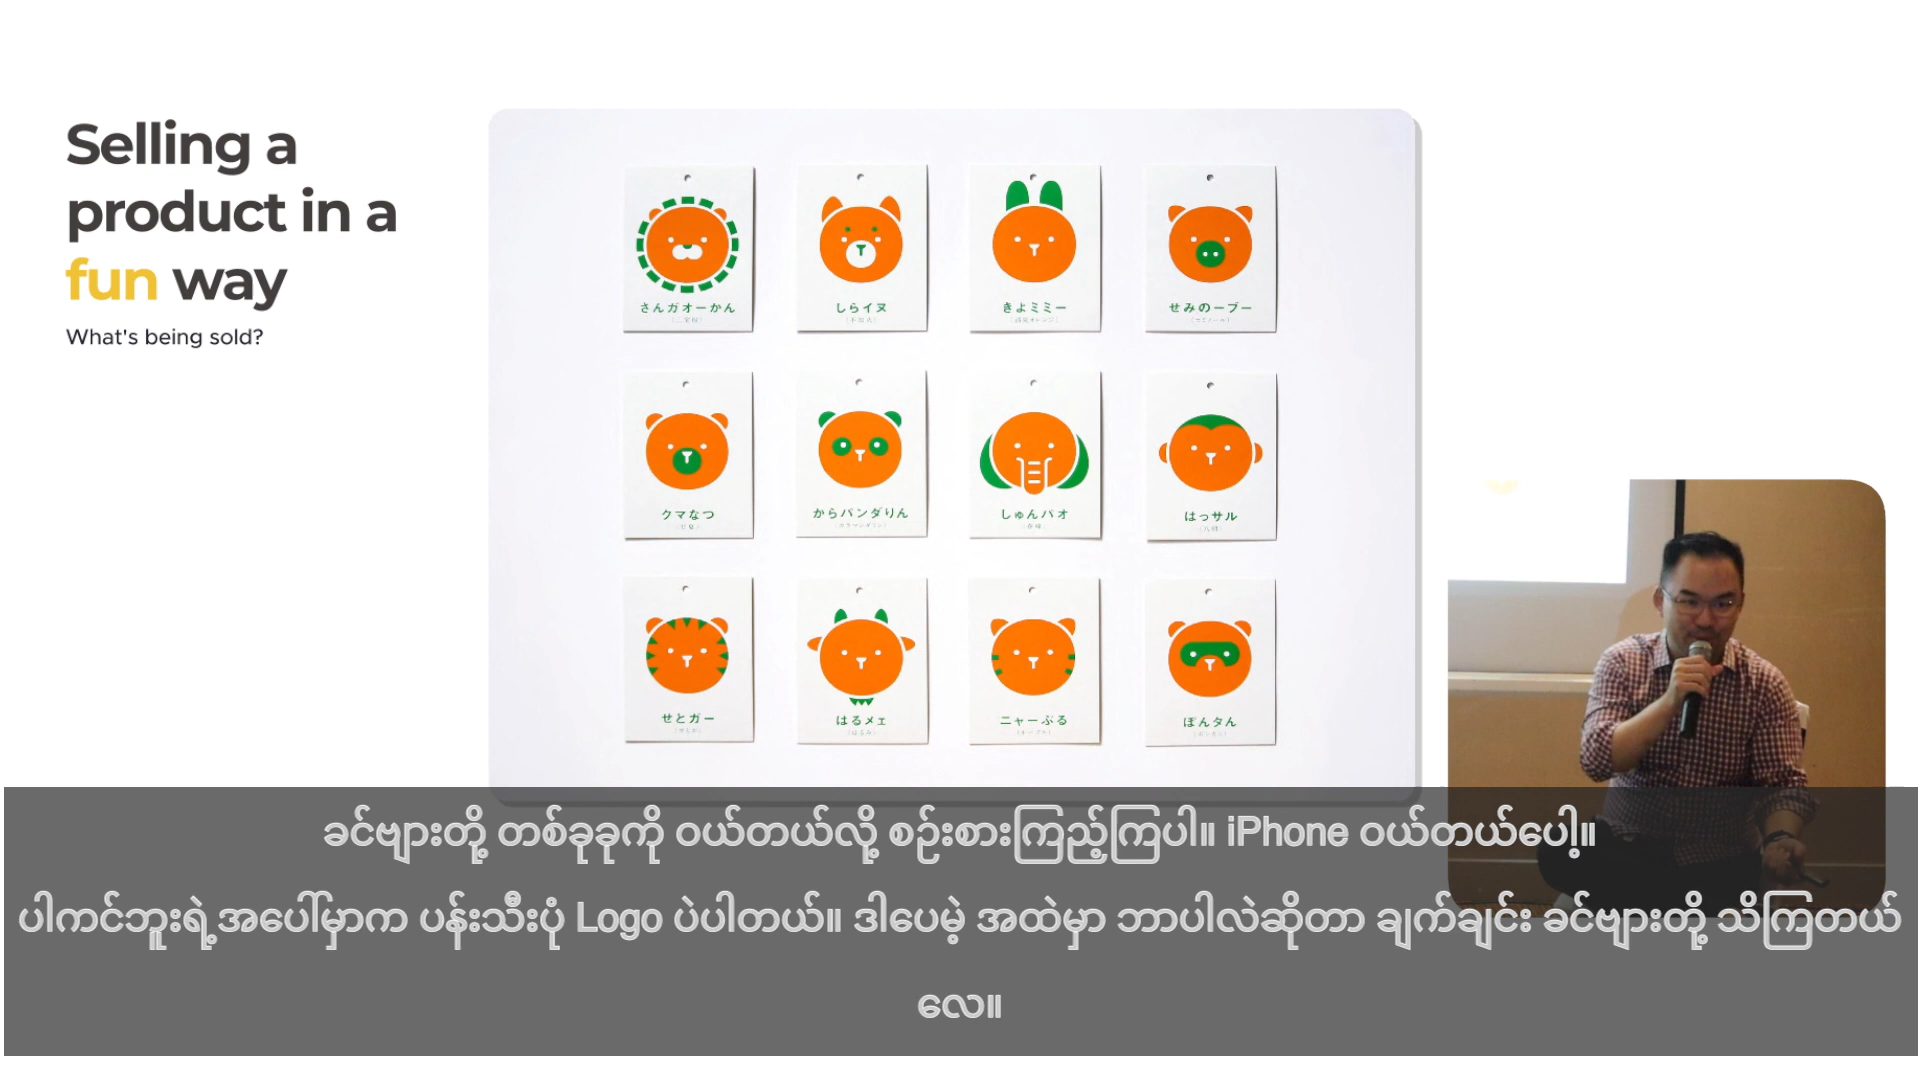 Selling a
product in a
fun way
What's being sold?
さんガオーかん
しらイヌ
きよミミー
せみのーブー
クマなつ
からパンダりん
しゅんパオ
はっサル
せとガー
はるメェ
ニャーぶる
ぽんタん
ခင်ဗျားတို့ တစ်ခုခုကို ဝယ်တယ်လို့ စဉ်းစားကြည့်ကြပါ။ iPhone ဝယ်တယ်ပေါ့။
ပါကင်ဘူးရဲ့အပေါ်မှာက ပန်းသီးပုံ Logo ပဲပါတယ်။ ဒါပေမဲ့ အထဲမှာ ဘာပါလဲဆိုတာ ချက်ချင်း ခင်ဗျားတို့ သိကြတယ်
လေ။